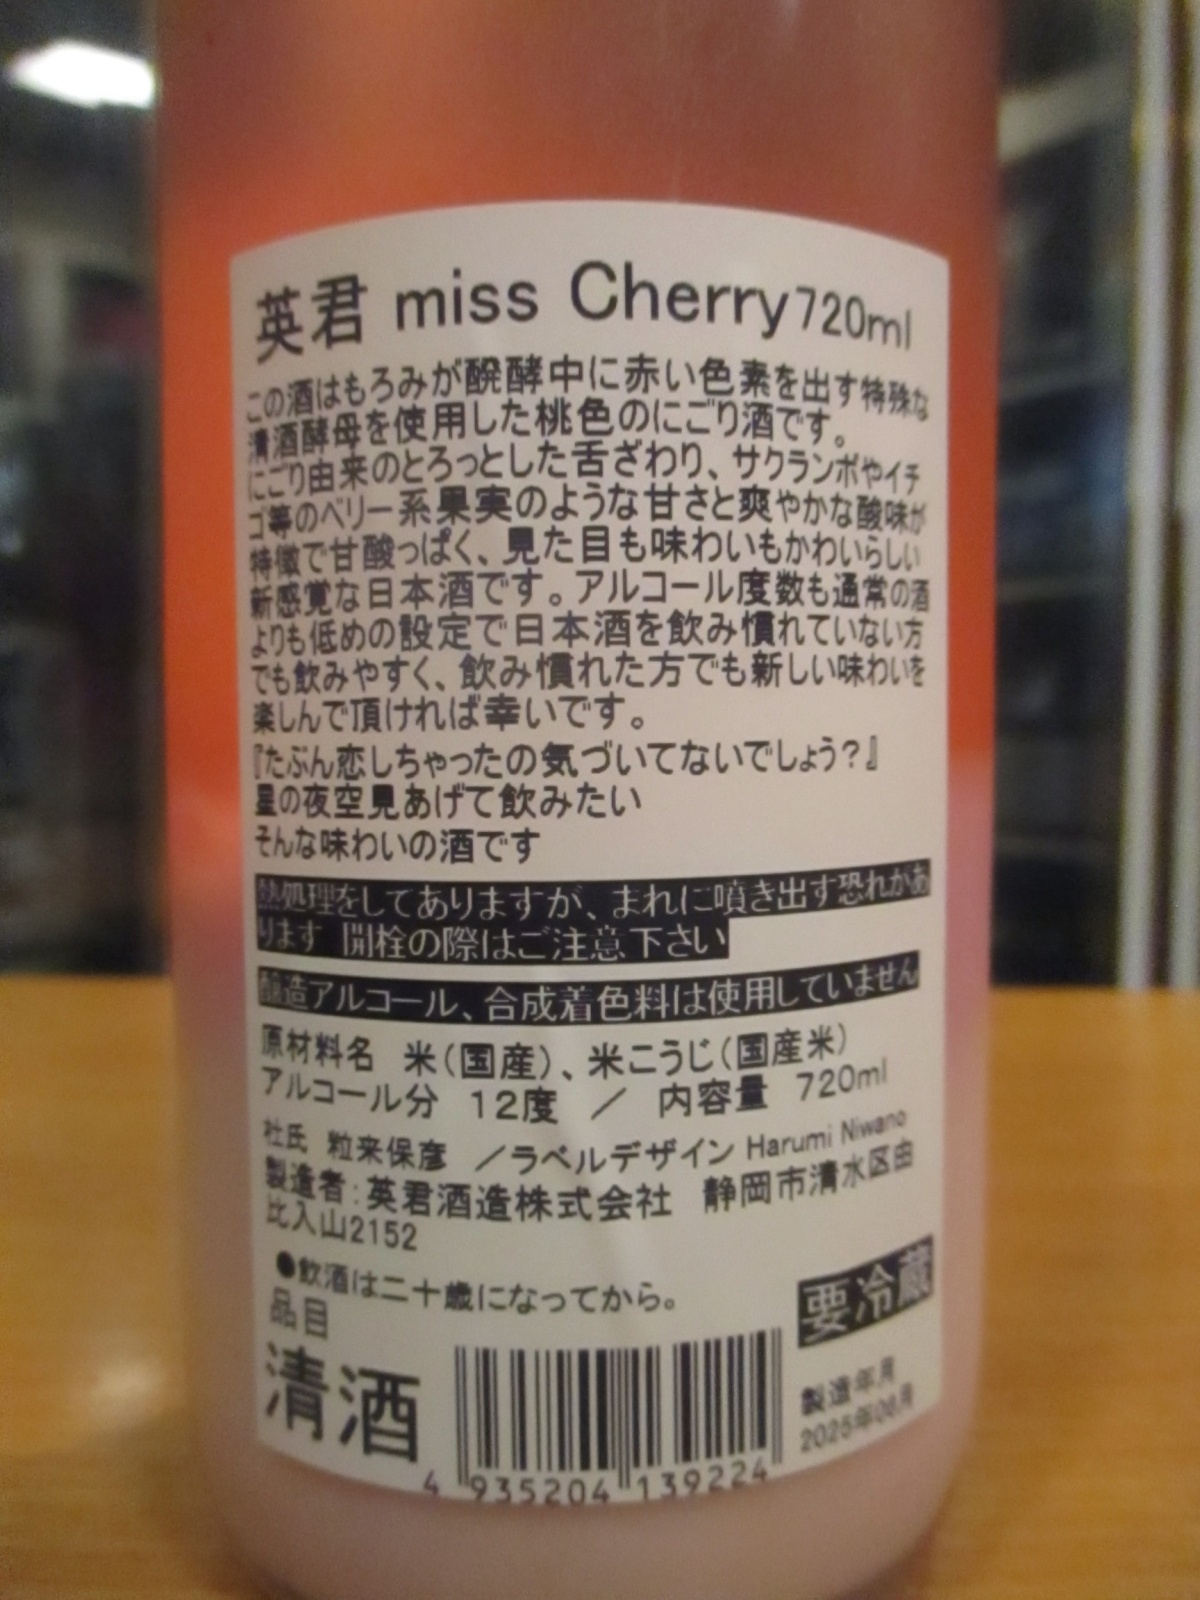 英君 miss Cherry720ml
この酒はもろみが醗酵中に赤い色素を出す特殊な
清酒酵母を使用した桃色のにごり酒です。
にごり由来のとろっとした舌ざわり、サクランボやイチ
ゴ等のベリー系果実のような甘さと爽やかな酸味が
特徴で甘酸っぱく、見た目も味わいもかわいらしい
新感覚な日本酒です。アルコール度数も通常の酒
よりも低めの設定で日本酒を飲み慣れていない方
でも飲みやすく、飲み慣れた方でも新しい味わいを
楽しんで頂ければ幸いです。
『たぶん恋しちゃったの気づいてないでしょう？』
星の夜空見あげて飲みたい
そんな味わいの酒です
熱処理をしてありますが、まれに噴き出す恐れがあ
ります 開栓の際はご注意下さい
醸造アルコール、合成着色料は使用していません
原材料名 米（国産）、米こうじ（国産米）
アルコール分 12度 ／ 内容量 720ml
杜氏 粒来保彦 ／ラベルデザイン Harumi Niwano
製造者：英君酒造株式会社 静岡市清水区由
比入山2152
●飲酒は二十歳になってから。
要冷蔵
品目
清酒
製造年月
2025年06月
4 935204 139224